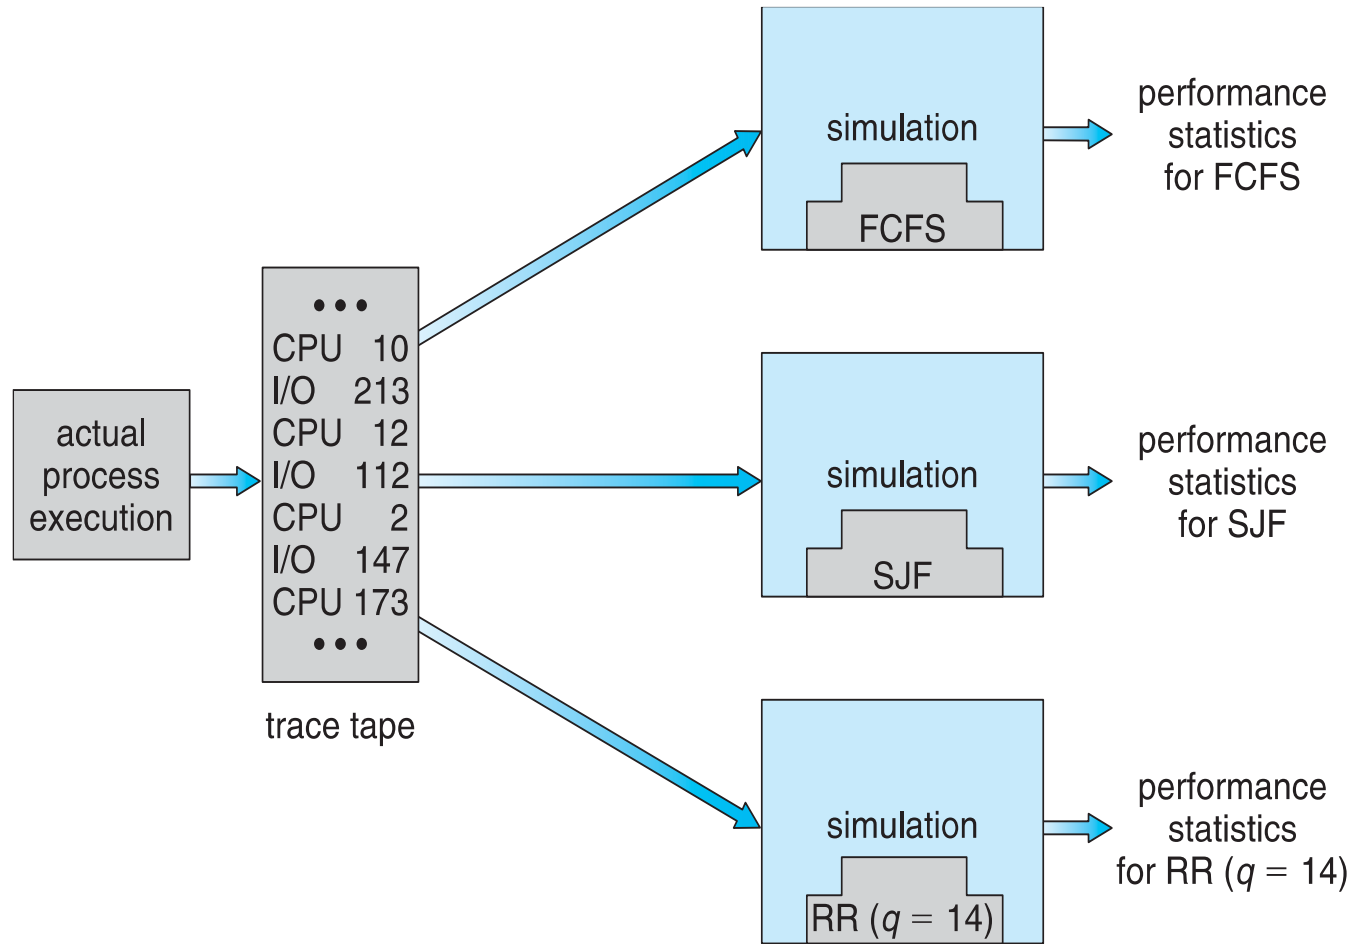 actual
process
execution
• • •
CPU 10
I/O 213
CPU 12
I/O 112
CPU 2
I/O 147
CPU 173
• • •
trace tape
simulation
FCFS
performance
statistics
for FCFS
simulation
SJF
performance
statistics
for SJF
simulation
RR (q = 14)
performance
statistics
for RR (q = 14)